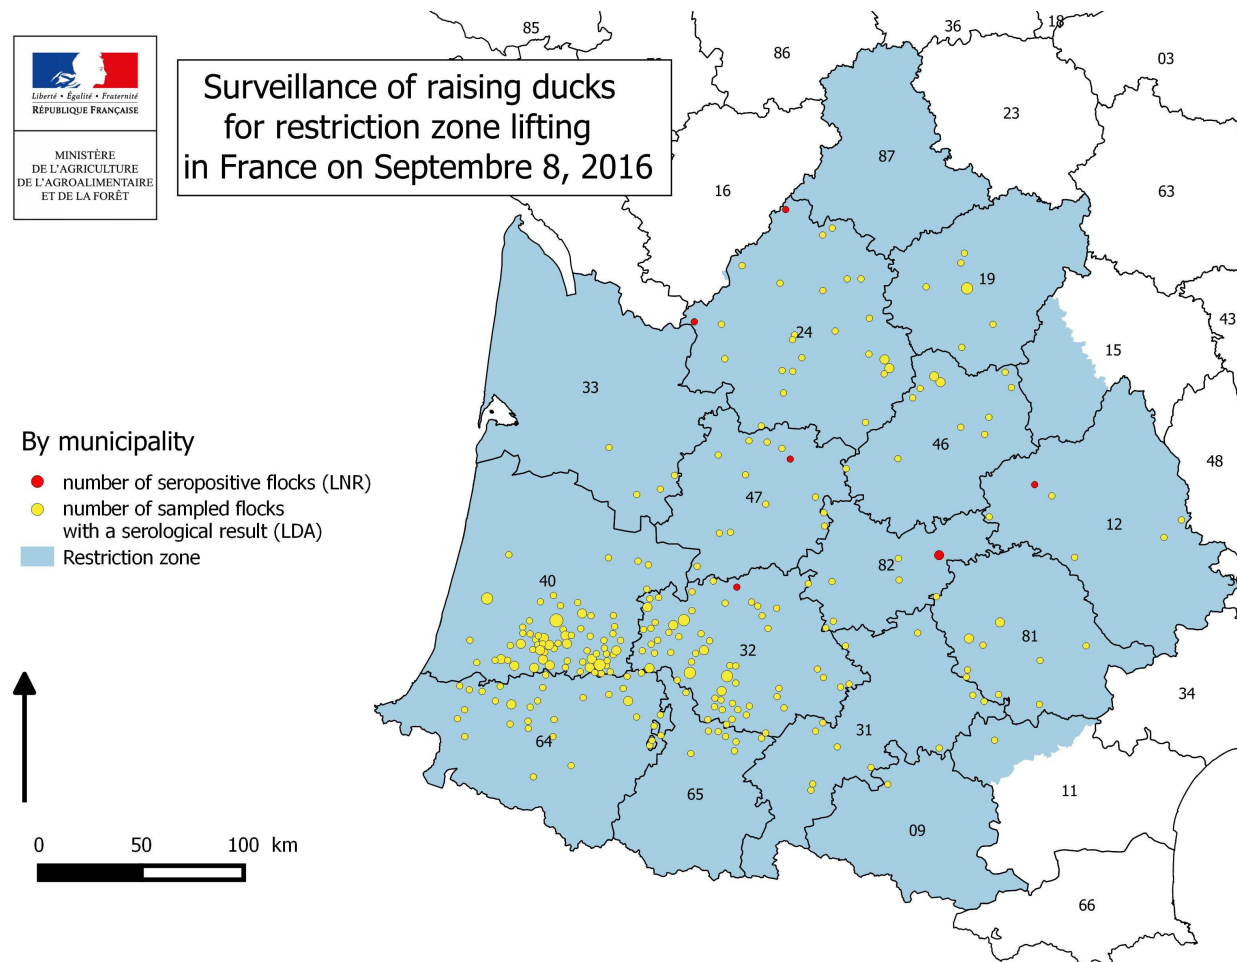 Liberté • Égalité • Fraternité
RÉPUBLIQUE FRANÇAISE
MINISTÈRE
DE L'AGRICULTURE
DE L'AGROALIMENTAIRE
ET DE LA FORÊT
Surveillance of raising ducks
for restriction zone lifting
in France on Septembre 8, 2016
85
86
36
18
03
23
87
16
63
19
24
43
15
33
46
48
47
12
40
82
81
32
34
31
64
65
11
09
66
By municipality
number of seropositive flocks (LNR)
number of sampled flocks
with a serological result (LDA)
Restriction zone
0 50 100 km